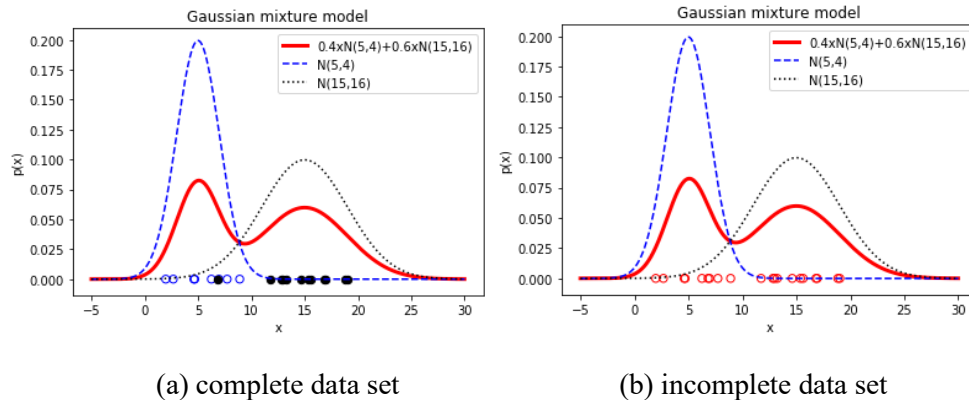 Gaussian mixture model
0.200
0.175
0.150
0.125
0.100
0.075
0.050
0.025
0.000
p(x)
0.4xN(5,4)+0.6xN(15,16)
N(5,4)
N(15,16)
−5 0 5 10 15 20 25 30
x
(a) complete data set
Gaussian mixture model
0.200
0.175
0.150
0.125
0.100
0.075
0.050
0.025
0.000
p(x)
0.4xN(5,4)+0.6xN(15,16)
N(5,4)
N(15,16)
−5 0 5 10 15 20 25 30
x
(b) incomplete data set